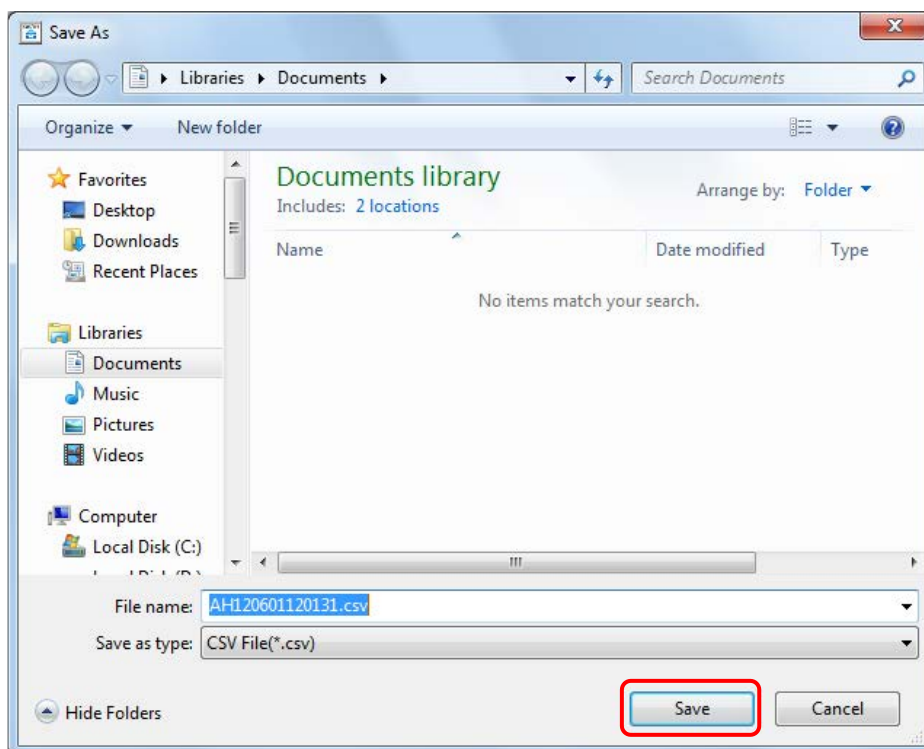 Save As
Libraries Documents
Search Documents
Organize New folder
Favorites
Desktop
Downloads
Recent Places
Libraries
Documents
Music
Pictures
Videos
Computer
Local Disk (C:)
Documents library
Includes: 2 locations
Arrange by: Folder
Name Date modified Type
No items match your search.
File name: AH120601120131.csv
Save as type: CSV File(*.csv)
Hide Folders
Save Cancel